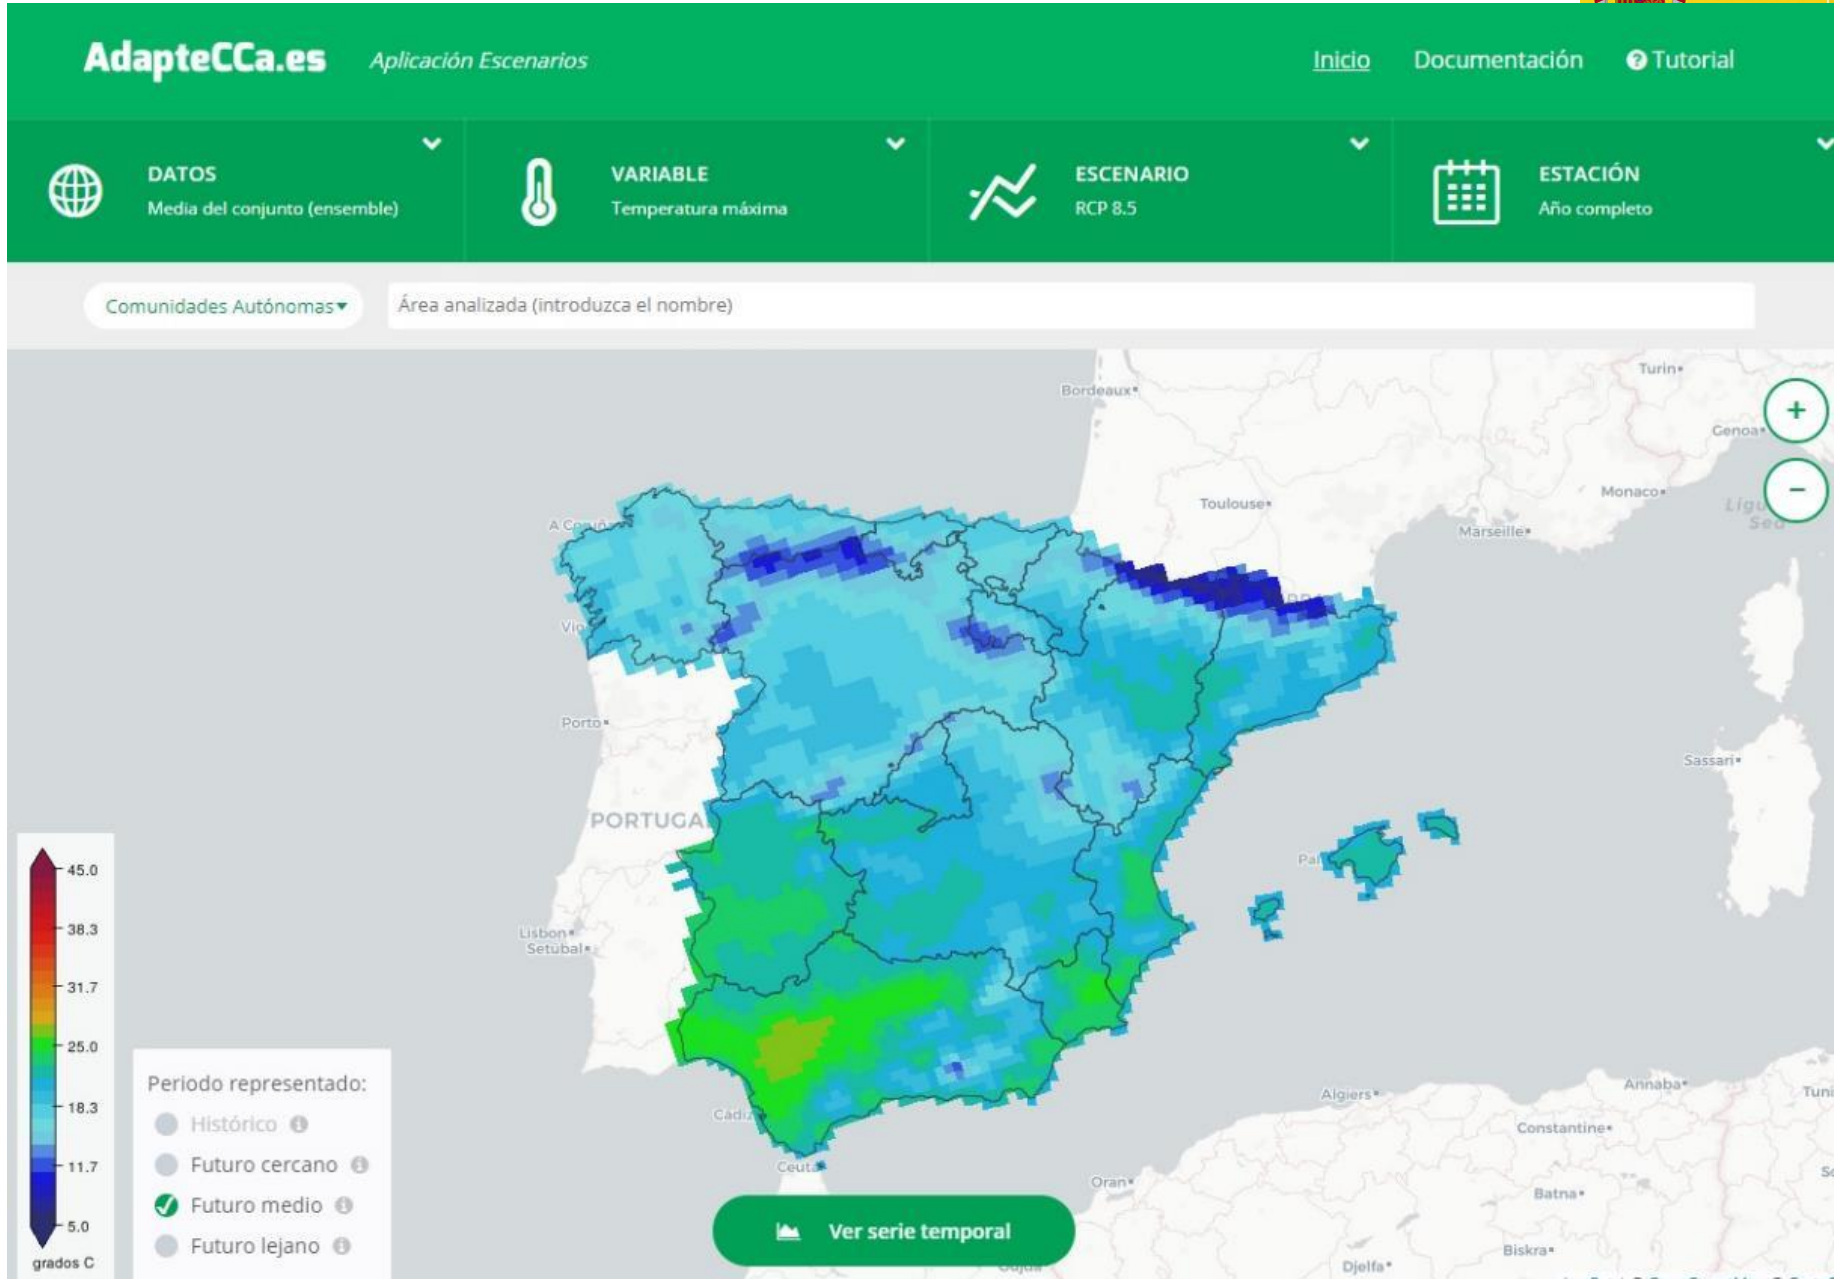 AdapteCCa.es
Aplicación Escenarios
Inicio
Documentación
Tutorial
DATOS
Media del conjunto (ensemble)
VARIABLE
Temperatura máxima
ESCENARIO
RCP 8.5
ESTACIÓN
Año completo
Comunidades Autónomas
Área analizada (introduzca el nombre)
Turin
Bordeaux
Genoa
Toulouse
Monaco
Marseille
Sea
Porto
Sassari
PORTUGA
Lisbon
Setúbal
45.0
38.3
31.7
25.0
18.3
11.7
5.0
grados C
Periodo representado:
Histórico
Futuro cercano
Futuro medio
Futuro lejano
Ceuta
Algiers
Annaba
Constantine
Oran
Batna
Biskra
Djelfa
Ver serie temporal